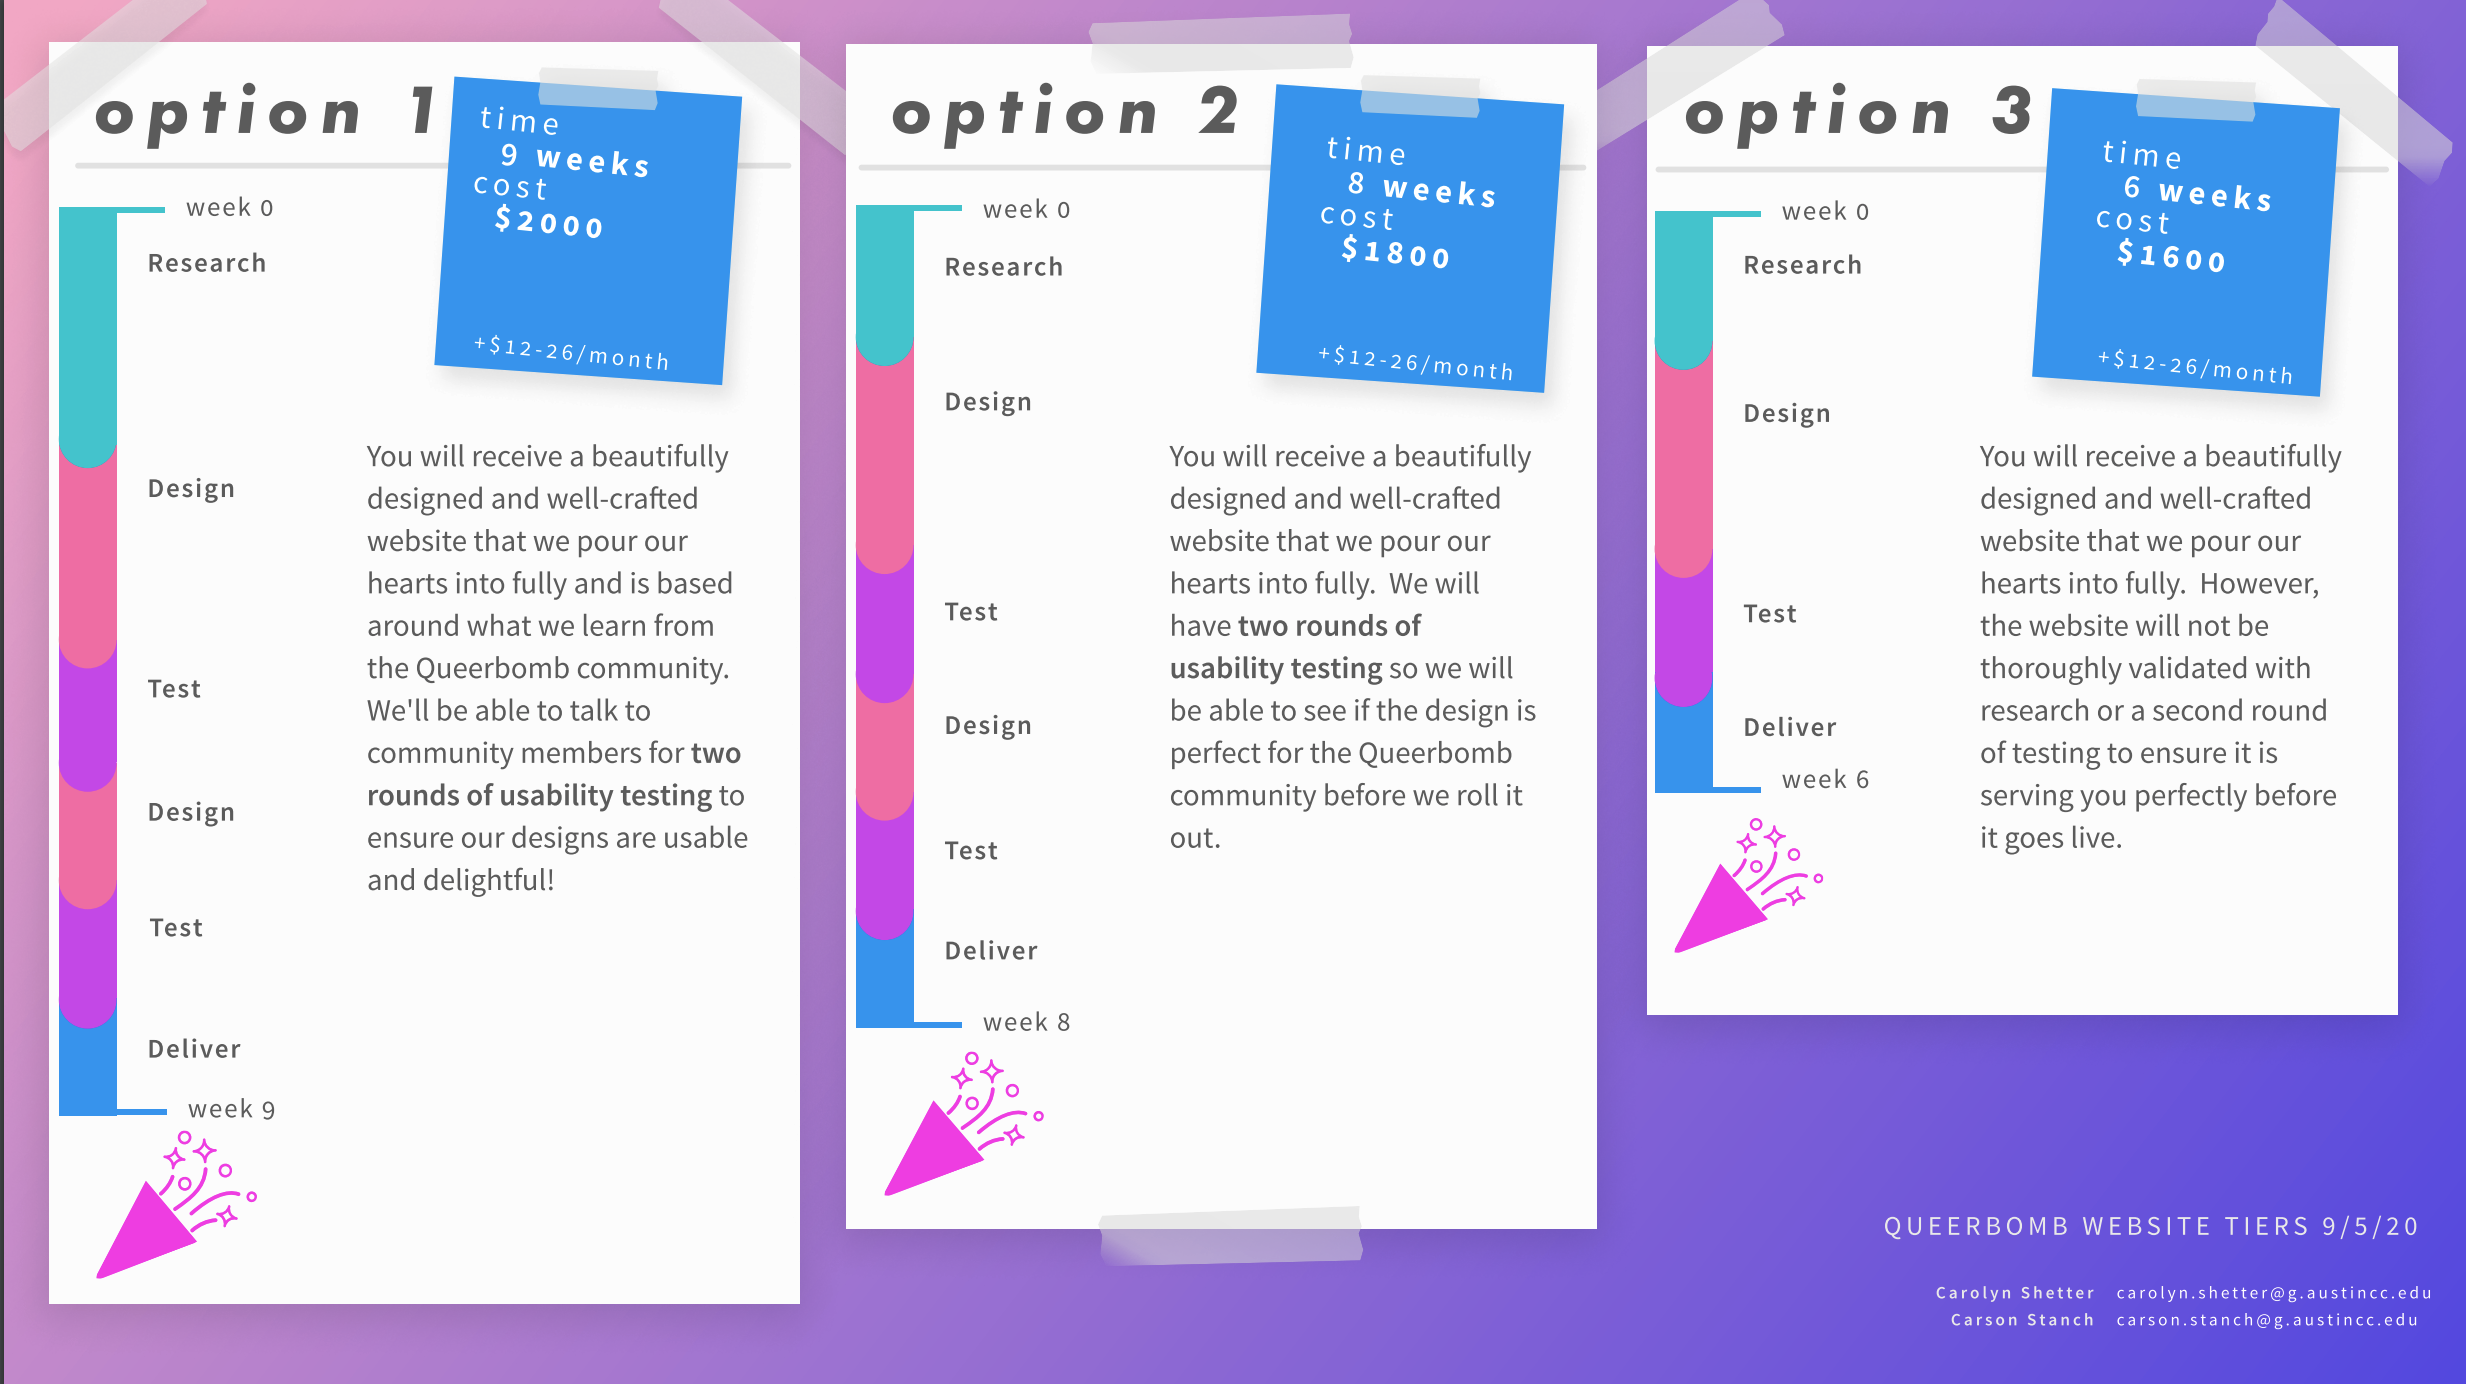 option 1
time
9 weeks
cost
$2000
+$12-26/month
week 0
Research
Design
Test
Design
Test
Deliver
week 9
You will receive a beautifully
designed and well-crafted
website that we pour our
hearts into fully and is based
around what we learn from
the Queerbomb community.
We'll be able to talk to
community members for two
rounds of usability testing to
ensure our designs are usable
and delightful!
option 2
time
8 weeks
cost
$1800
+$12-26/month
week 0
Research
Design
Test
Design
Test
Deliver
week 8
You will receive a beautifully
designed and well-crafted
website that we pour our
hearts into fully.  We will
have two rounds of
usability testing so we will
be able to see if the design is
perfect for the Queerbomb
community before we roll it
out.
option 3
time
6 weeks
cost
$1600
+$12-26/month
week 0
Research
Design
Test
Deliver
week 6
You will receive a beautifully
designed and well-crafted
website that we pour our
hearts into fully.  However,
the website will not be
thoroughly validated with
research or a second round
of testing to ensure it is
serving you perfectly before
it goes live.
QUEERBOMB WEBSITE TIERS 9/5/20
Carolyn Shetter carolyn.shetter@g.austincc.edu
Carson Stanch carson.stanch@g.austincc.edu